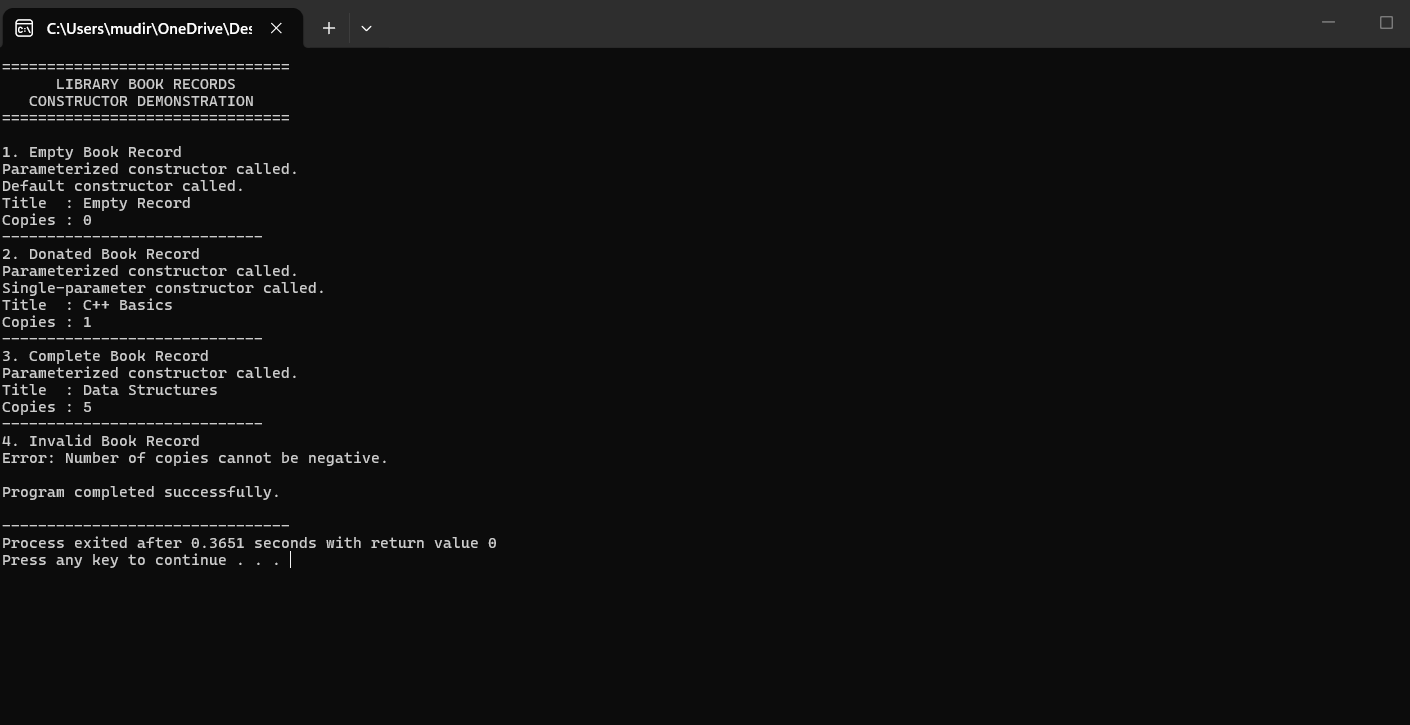 C:\Users\mudir\OneDrive\Des
================================
      LIBRARY BOOK RECORDS
   CONSTRUCTOR DEMONSTRATION
================================

1. Empty Book Record
Parameterized constructor called.
Default constructor called.
Title  : Empty Record
Copies : 0
-----------------------------
2. Donated Book Record
Parameterized constructor called.
Single-parameter constructor called.
Title  : C++ Basics
Copies : 1
-----------------------------
3. Complete Book Record
Parameterized constructor called.
Title  : Data Structures
Copies : 5
-----------------------------
4. Invalid Book Record
Error: Number of copies cannot be negative.

Program completed successfully.

--------------------------------
Process exited after 0.3651 seconds with return value 0
Press any key to continue . . .